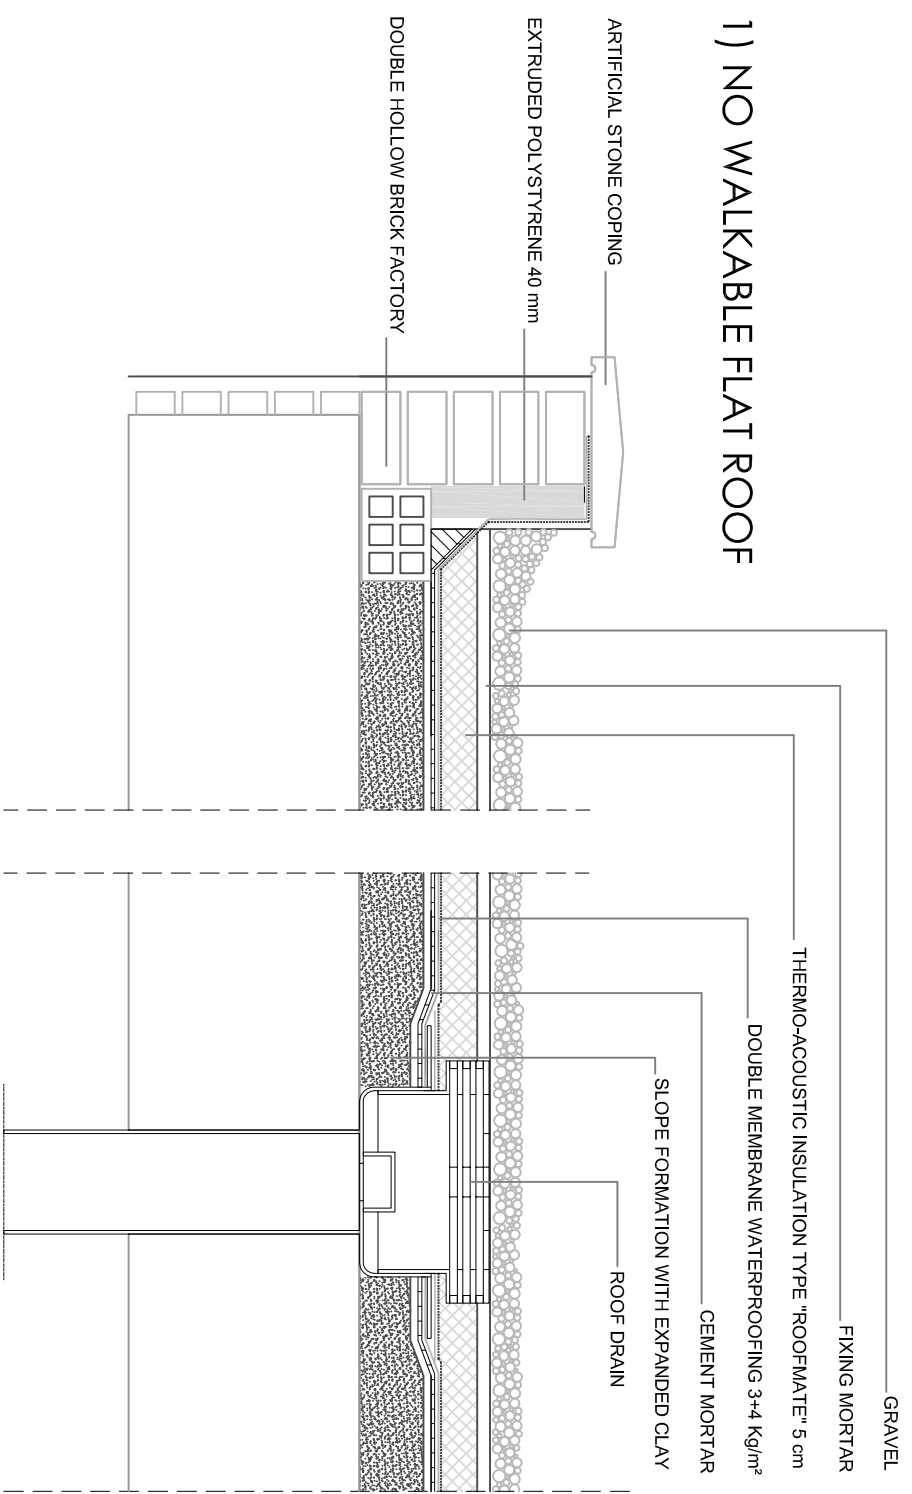 1) NO WALKABLE FLAT ROOF
GRAVEL
FIXING MORTAR
THERMO-ACOUSTIC INSULATION TYPE "ROOFMATE" 5 cm
DOUBLE MEMBRANE WATERPROOFING 3+4 Kg/m²
CEMENT MORTAR
SLOPE FORMATION WITH EXPANDED CLAY
ROOF DRAIN
ARTIFICIAL STONE COPING
EXTRUDED POLYSTYRENE 40 mm
DOUBLE HOLLOW BRICK FACTORY